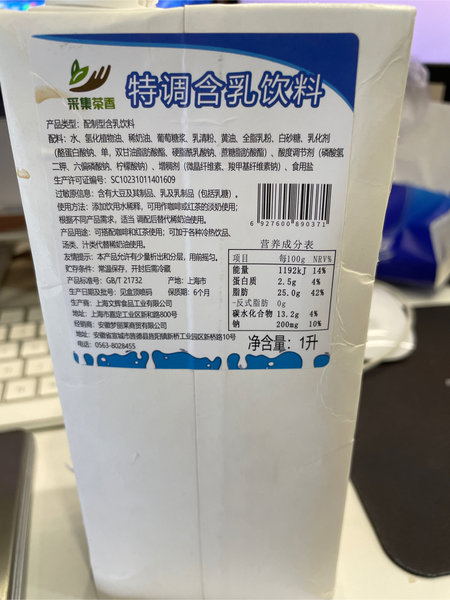 采集茶香
特调含乳饮料
产品类型：配制型含乳饮料
配料：水、氢化植物油、稀奶油、葡萄糖浆、乳清粉、黄油、全脂乳粉、白砂糖、乳化剂
（酪蛋白酸钠，单，双甘油脂肪酸酯、硬脂酰乳酸钠、蔗糖脂肪酸酯）、酸度调节剂（磷酸氢
二钾、六偏磷酸钠、柠檬酸钠）、增稠剂（微晶纤维素、羧甲基纤维素钠）、食用盐
生产许可证编号：SC10231011401609
过敏原信息：含有大豆及其制品、乳及乳制品（包括乳糖）。
使用方法：添加饮用水稀释，可用作咖啡或红茶的淡奶使用；
根据不同产品需求，适当 调配后替代稀奶油使用。
产品用途：可搭配咖啡和红茶使用；可加于各种冷热饮品、
汤类、汁类代替稀奶油使用。
友情提示：本产品允许有少量析出和分层，用前摇匀。
贮存条件：常温保存，开封后需冷藏
产品标准号：GB/T 21732 产地：上海市
生产日期及批号：见盒顶喷码 保质期：6个月
生产商：上海文辉食品业有限公司
地址：上海市嘉定工业区新和路885号
经销商：安徽梦丽莱商贸有限公司
地址：安徽省宣城市旌德县旌阳镇新桥工业园区新桥路10号
电话：0563-8028455
6 927600 890371
营养成分表
项目 每100g NRV%
能量 1192kJ 14%
蛋白质 2.5g 4%
脂肪 25.0g 42%
-反式脂肪 0g
碳水化合物 13.2g 4%
钠 200mg 10%
净含量：1升